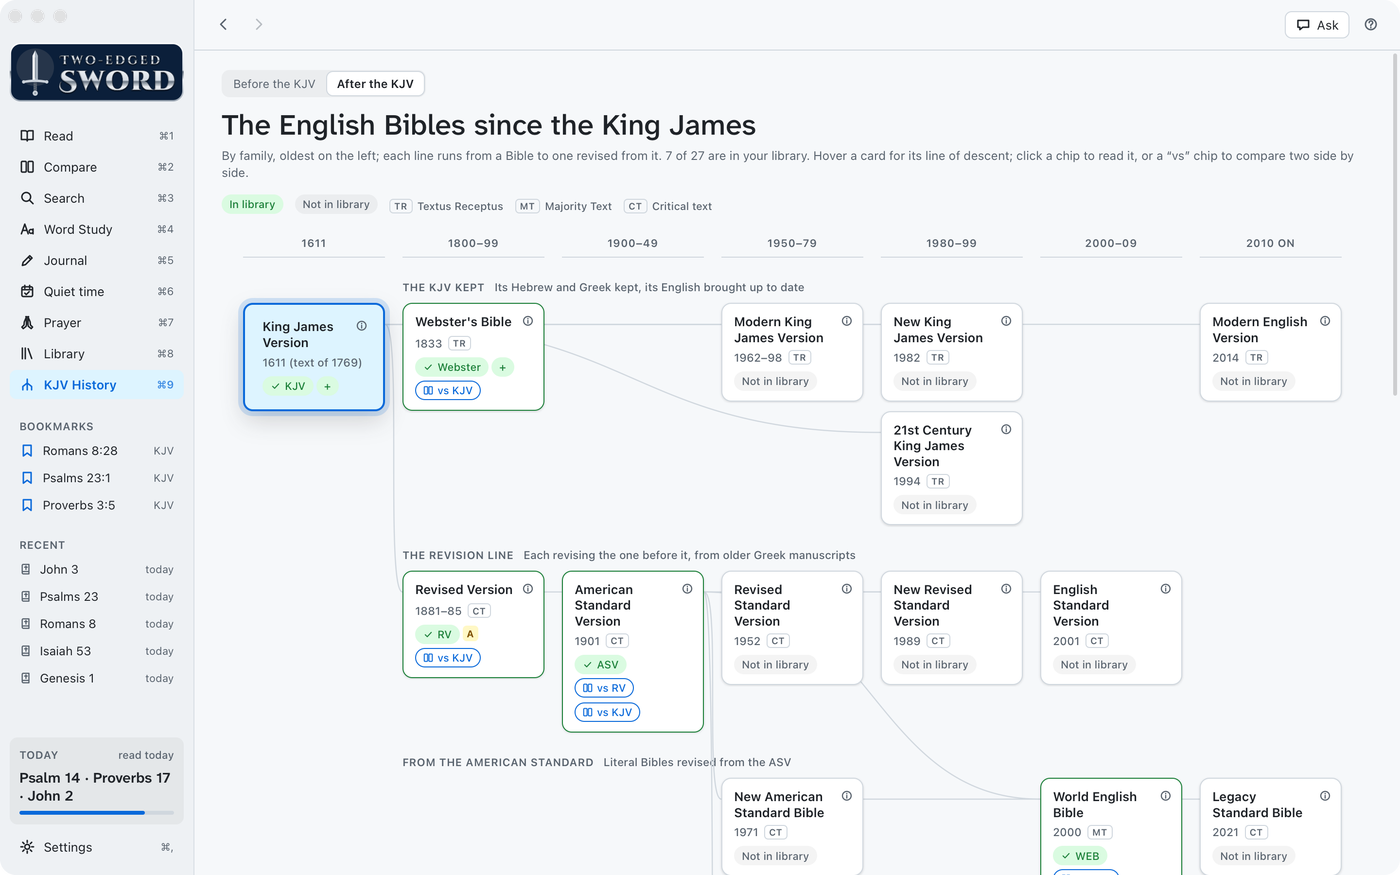 TWO-EDGED
SWORD
Read ⌘1
Compare ⌘2
Search ⌘3
Word Study ⌘4
Journal ⌘5
Quiet time ⌘6
Prayer ⌘7
Library ⌘8
KJV History ⌘9
BOOKMARKS
Romans 8:28 KJV
Psalms 23:1 KJV
Proverbs 3:5 KJV
RECENT
John 3 today
Psalms 23 today
Romans 8 today
Isaiah 53 today
Genesis 1 today
TODAY read today
Psalm 14 · Proverbs 17
· John 2
Settings ⌘,
Ask
Before the KJV After the KJV
The English Bibles since the King James
By family, oldest on the left; each line runs from a Bible to one revised from it. 7 of 27 are in your library. Hover a card for its line of descent; click a chip to read it, or a “vs” chip to compare two side by
side.
In library Not in library TR Textus Receptus MT Majority Text CT Critical text
1611 1800–99 1900–49 1950–79 1980–99 2000–09 2010 ON
THE KJV KEPT Its Hebrew and Greek kept, its English brought up to date
King James
Version
1611 (text of 1769)
✓ KJV +
Webster's Bible
1833 TR
✓ Webster +
vs KJV
Modern King
James Version
1962–98 TR
Not in library
New King
James Version
1982 TR
Not in library
Modern English
Version
2014 TR
Not in library
21st Century
King James
Version
1994 TR
Not in library
THE REVISION LINE Each revising the one before it, from older Greek manuscripts
Revised Version
1881–85 CT
✓ RV A
vs KJV
American
Standard
Version
1901 CT
✓ ASV
vs RV
vs KJV
Revised
Standard
Version
1952 CT
Not in library
New Revised
Standard
Version
1989 CT
Not in library
English
Standard
Version
2001 CT
Not in library
FROM THE AMERICAN STANDARD Literal Bibles revised from the ASV
New American
Standard Bible
1971 CT
Not in library
World English
Bible
2000 MT
✓ WEB
Legacy
Standard Bible
2021 CT
Not in library